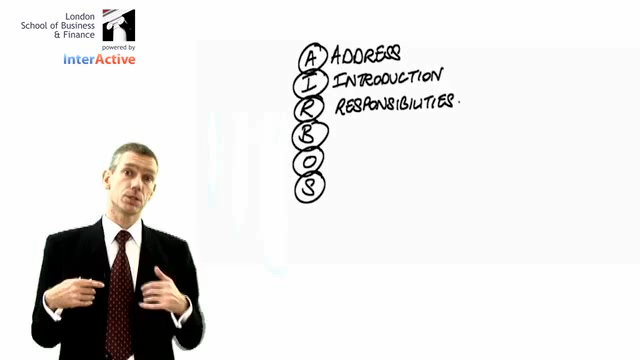 London
School of Business
& Finance
powered by
InterActive
A ADDRESS
I INTRODUCTION
R RESPONSIBILITIES.
B
O
S